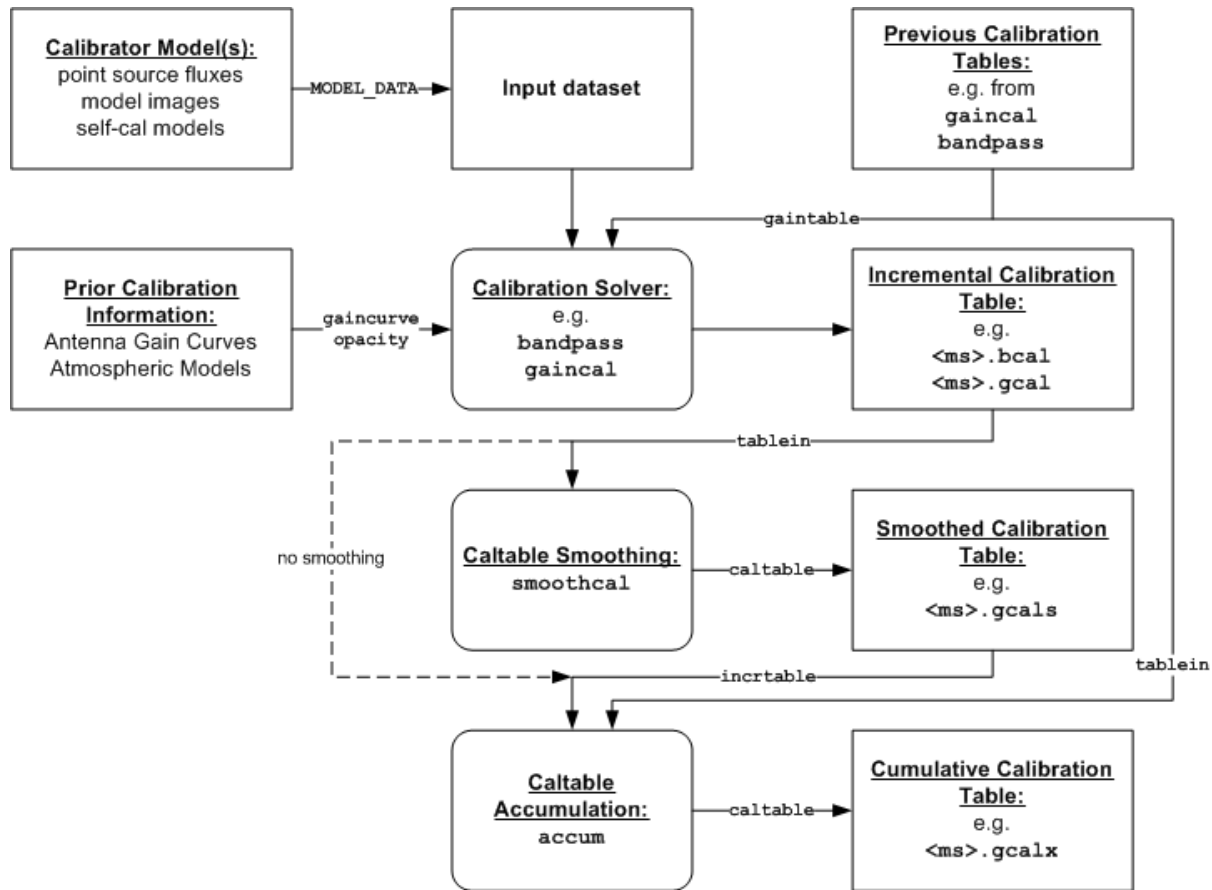 Calibrator Model(s):
point source fluxes
model images
self-cal models
MODEL_DATA
Input dataset
Previous Calibration
Tables:
e.g. from
gaincal
bandpass
gaintable
Prior Calibration
Information:
Antenna Gain Curves
Atmospheric Models
gaincurve
opacity
Calibration Solver:
e.g.
bandpass
gaincal
Incremental Calibration
Table:
e.g.
<ms>.bcal
<ms>.gcal
tablein
no smoothing
Caltable Smoothing:
smoothcal
caltable
Smoothed Calibration
Table:
e.g.
<ms>.gcals
tablein
incrtable
Caltable
Accumulation:
accum
caltable
Cumulative Calibration
Table:
e.g.
<ms>.gcalx